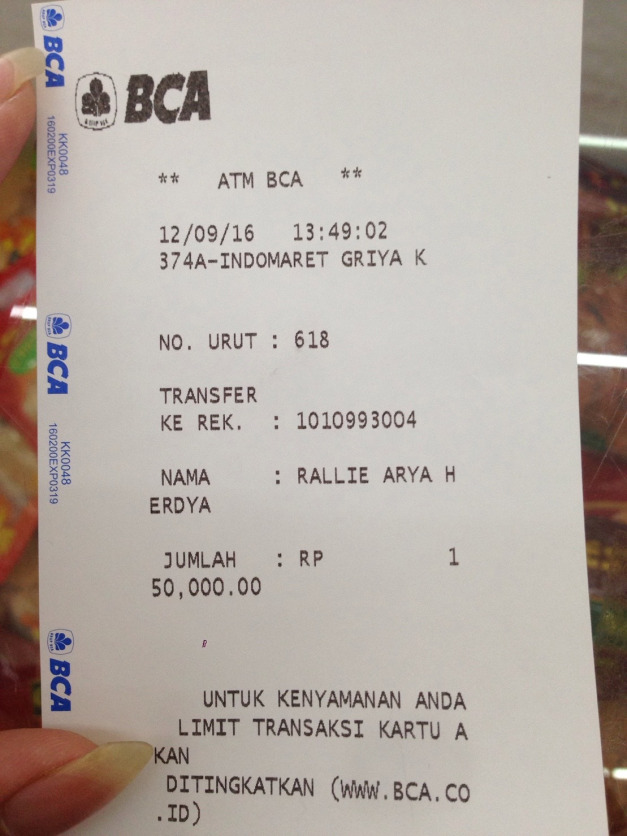 BCA
KK0048
160200EXP0319
BCA
** ATM BCA **
12/09/16 13:49:02
374A-INDOMARET GRIYA K
NO. URUT : 618
BCA
KK0048
160200EXP0319
TRANSFER
KE REK. : 1010993004
NAMA : RALLIE ARYA H
ERDYA
JUMLAH : RP 1
50,000.00
BCA
UNTUK KENYAMANAN ANDA
LIMIT TRANSAKSI KARTU A
KAN
DITINGKATKAN (WWW.BCA.CO
.ID)